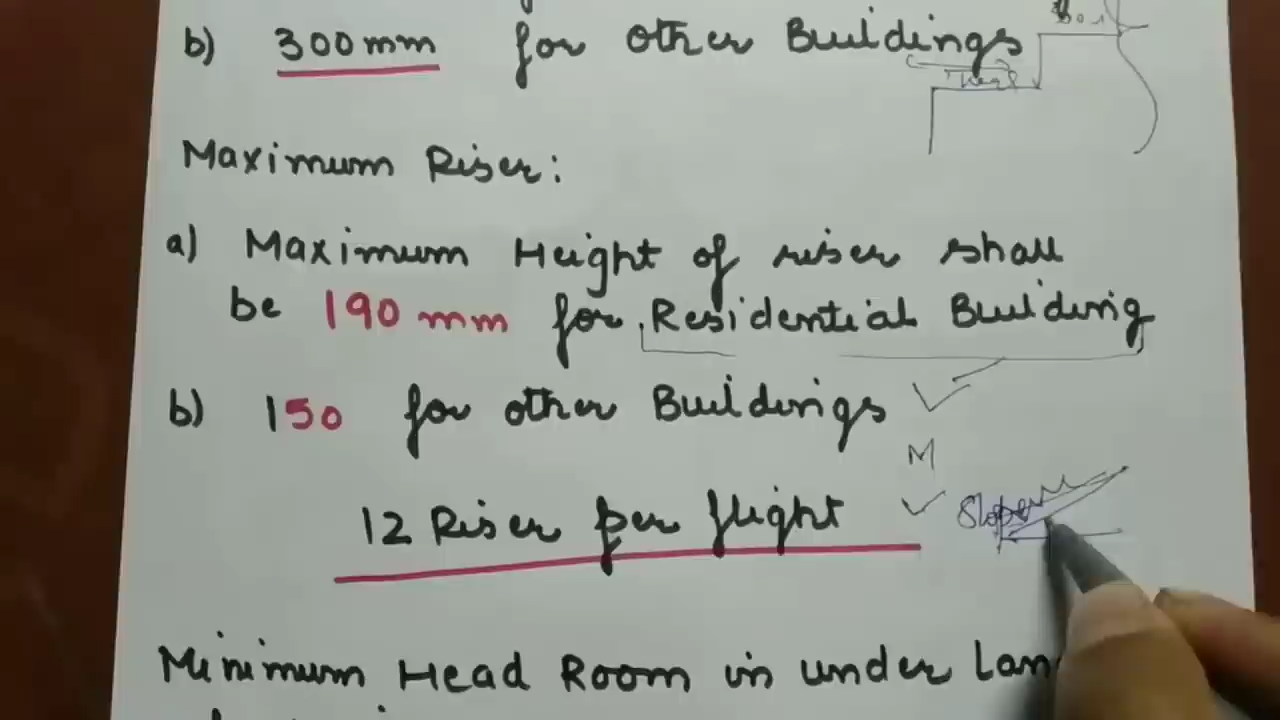 b) 300mm for other Buildings
Maximum Riser:
a) Maximum Height of riser shall
be 190 mm for Residential Building
b) 150 for other Buildings
M
12 Riser per flight
Slope
Minimum Head Room in under Lan